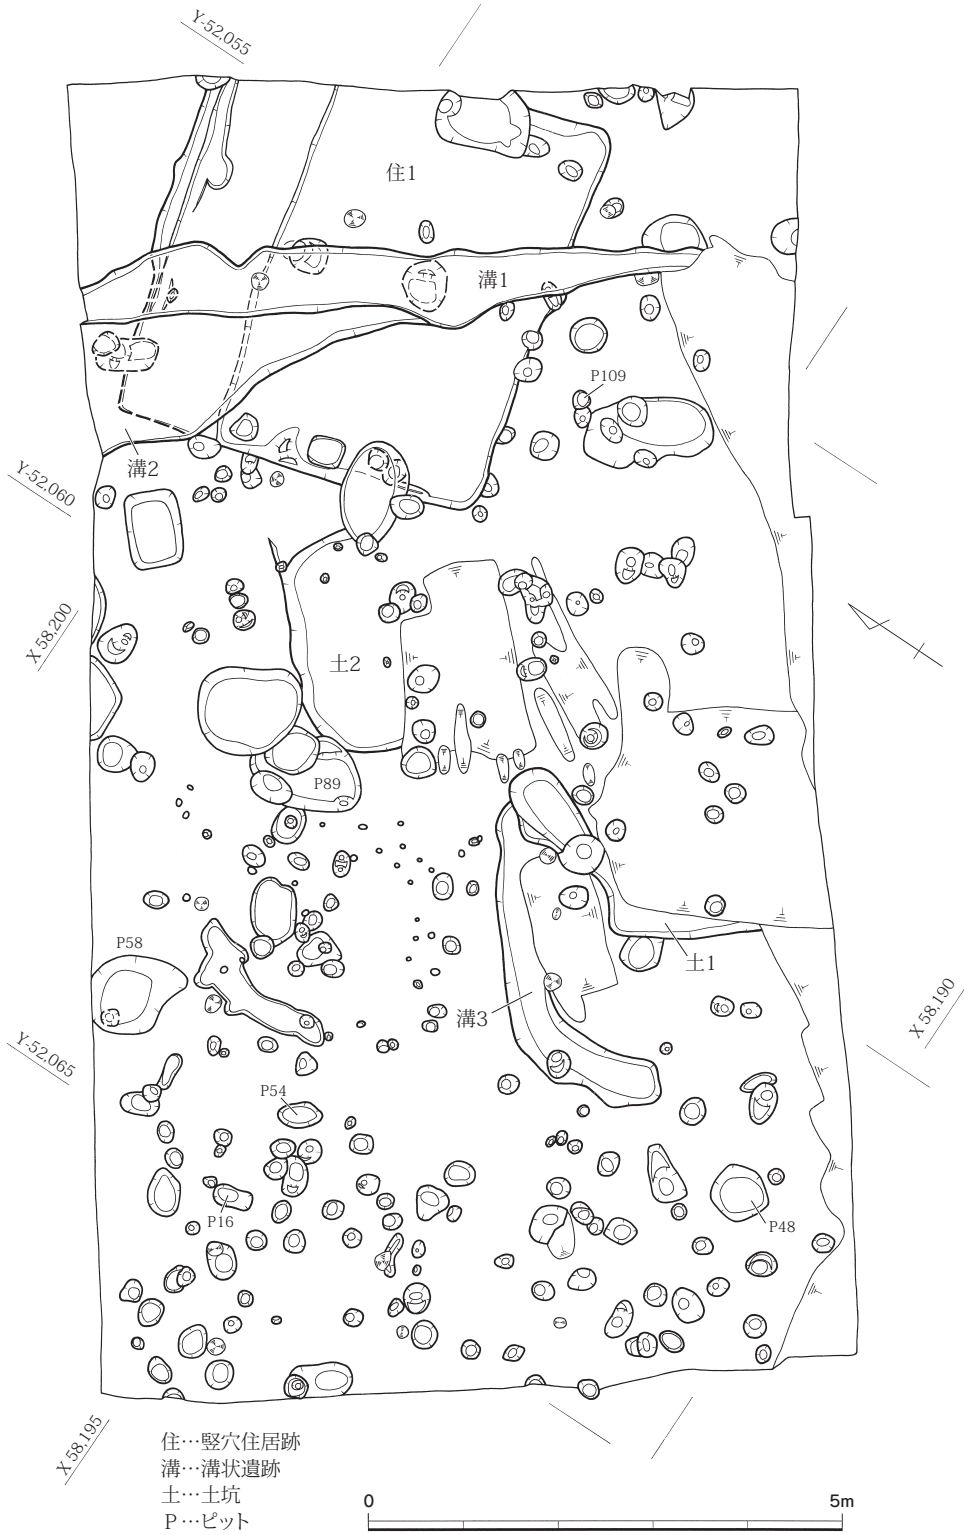 Y-52,055
住1
溝1
P109
溝2
Y-52,060
X 58,200
土2
P89
P58
土1
溝3
X 58,190
Y-52,065
P54
P16
P48
X 58,195
住…竪穴住居跡
溝…溝状遺跡
土…土坑
P…ピット
0 5m